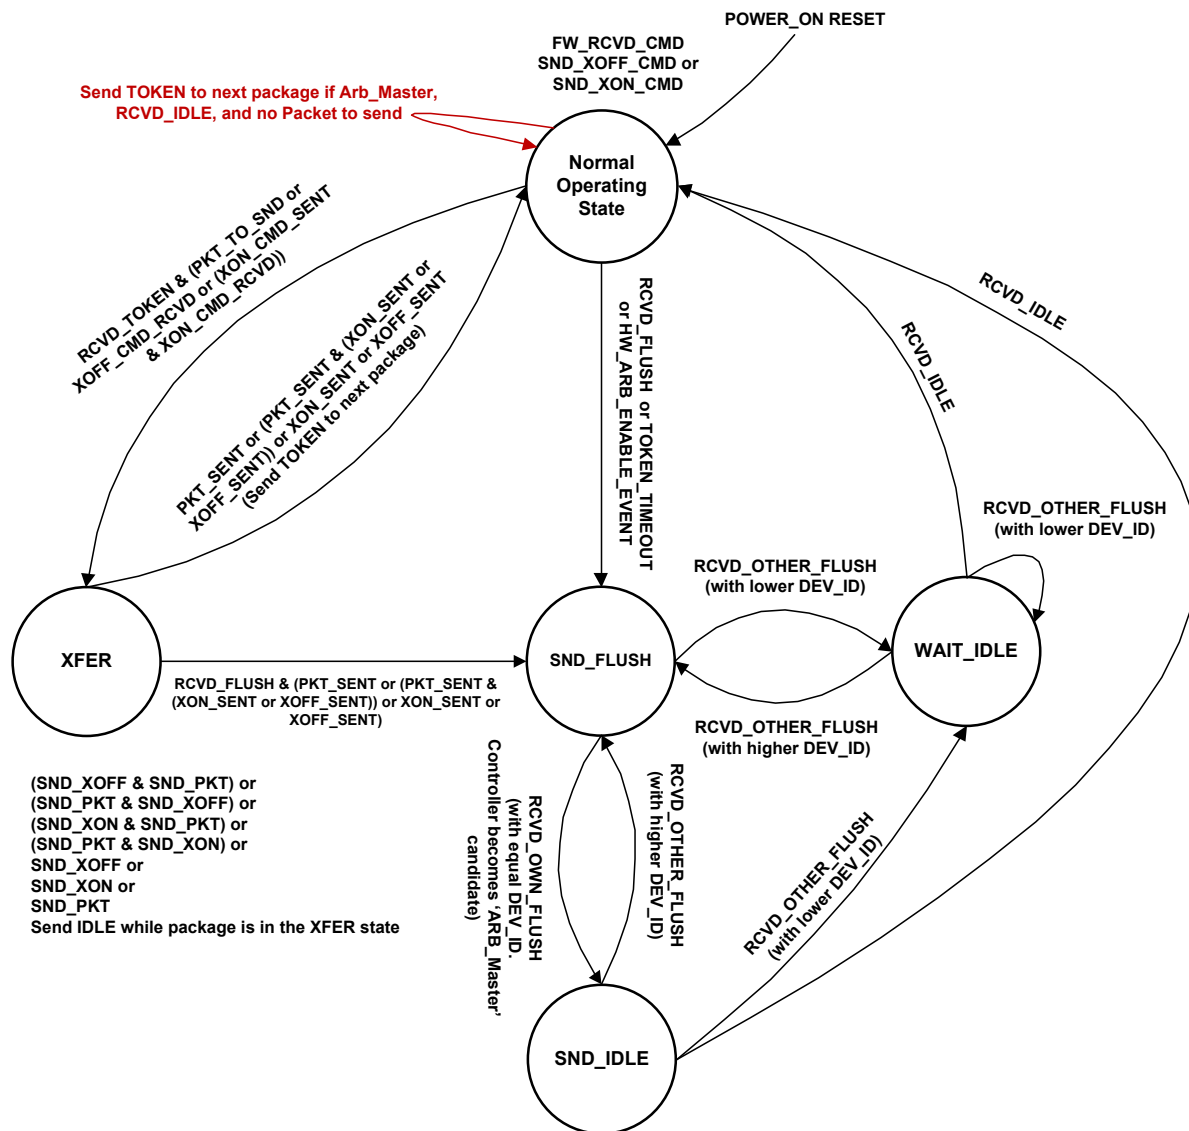 POWER_ON RESET
FW_RCVD_CMD
SND_XOFF_CMD or
SND_XON_CMD
Send TOKEN to next package if Arb_Master,
RCVD_IDLE, and no Packet to send
Normal
Operating
State
RCVD_TOKEN & (PKT_TO_SND or
XOFF_CMD_RCVD or (XON_CMD_SENT
& XON_CMD_RCVD))
PKT_SENT or (PKT_SENT & (XON_SENT or
XOFF_SENT)) or XON_SENT or XOFF_SENT
(Send TOKEN to next package)
RCVD_FLUSH or TOKEN_TIMEOUT
or HW_ARB_ENABLE_EVENT
RCVD_IDLE
RCVD_IDLE
RCVD_OTHER_FLUSH
(with lower DEV_ID)
RCVD_OTHER_FLUSH
(with lower DEV_ID)
XFER
SND_FLUSH
WAIT_IDLE
RCVD_FLUSH & (PKT_SENT or (PKT_SENT &
(XON_SENT or XOFF_SENT)) or XON_SENT or
XOFF_SENT)
RCVD_OTHER_FLUSH
(with higher DEV_ID)
(SND_XOFF & SND_PKT) or
(SND_PKT & SND_XOFF) or
(SND_XON & SND_PKT) or
(SND_PKT & SND_XON) or
SND_XOFF or
SND_XON or
SND_PKT
Send IDLE while package is in the XFER state
RCVD_OWN_FLUSH
(with equal DEV_ID.
Controller becomes ‘ARB_Master’
candidate)
RCVD_OTHER_FLUSH
(with higher DEV_ID)
RCVD_OTHER_FLUSH
(with lower DEV_ID)
SND_IDLE